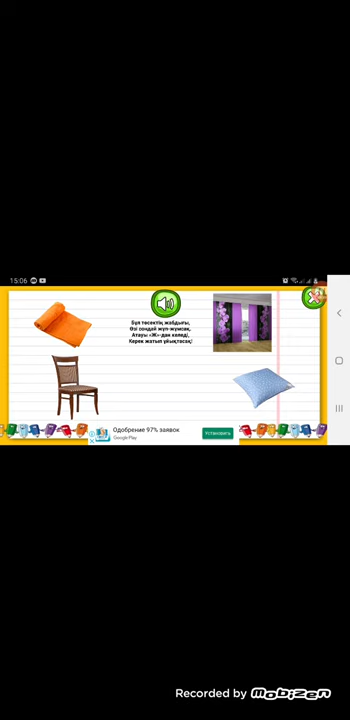 15:06
Бұл төсектің жабдығы,
Өзі сондай жұп-жұмсақ,
Атауы «Ж»-дан келеді,
Керек жатып ұйықтасақ!
Одобрение 97% заявок
Google Play
Установить
Recorded by Mobizen